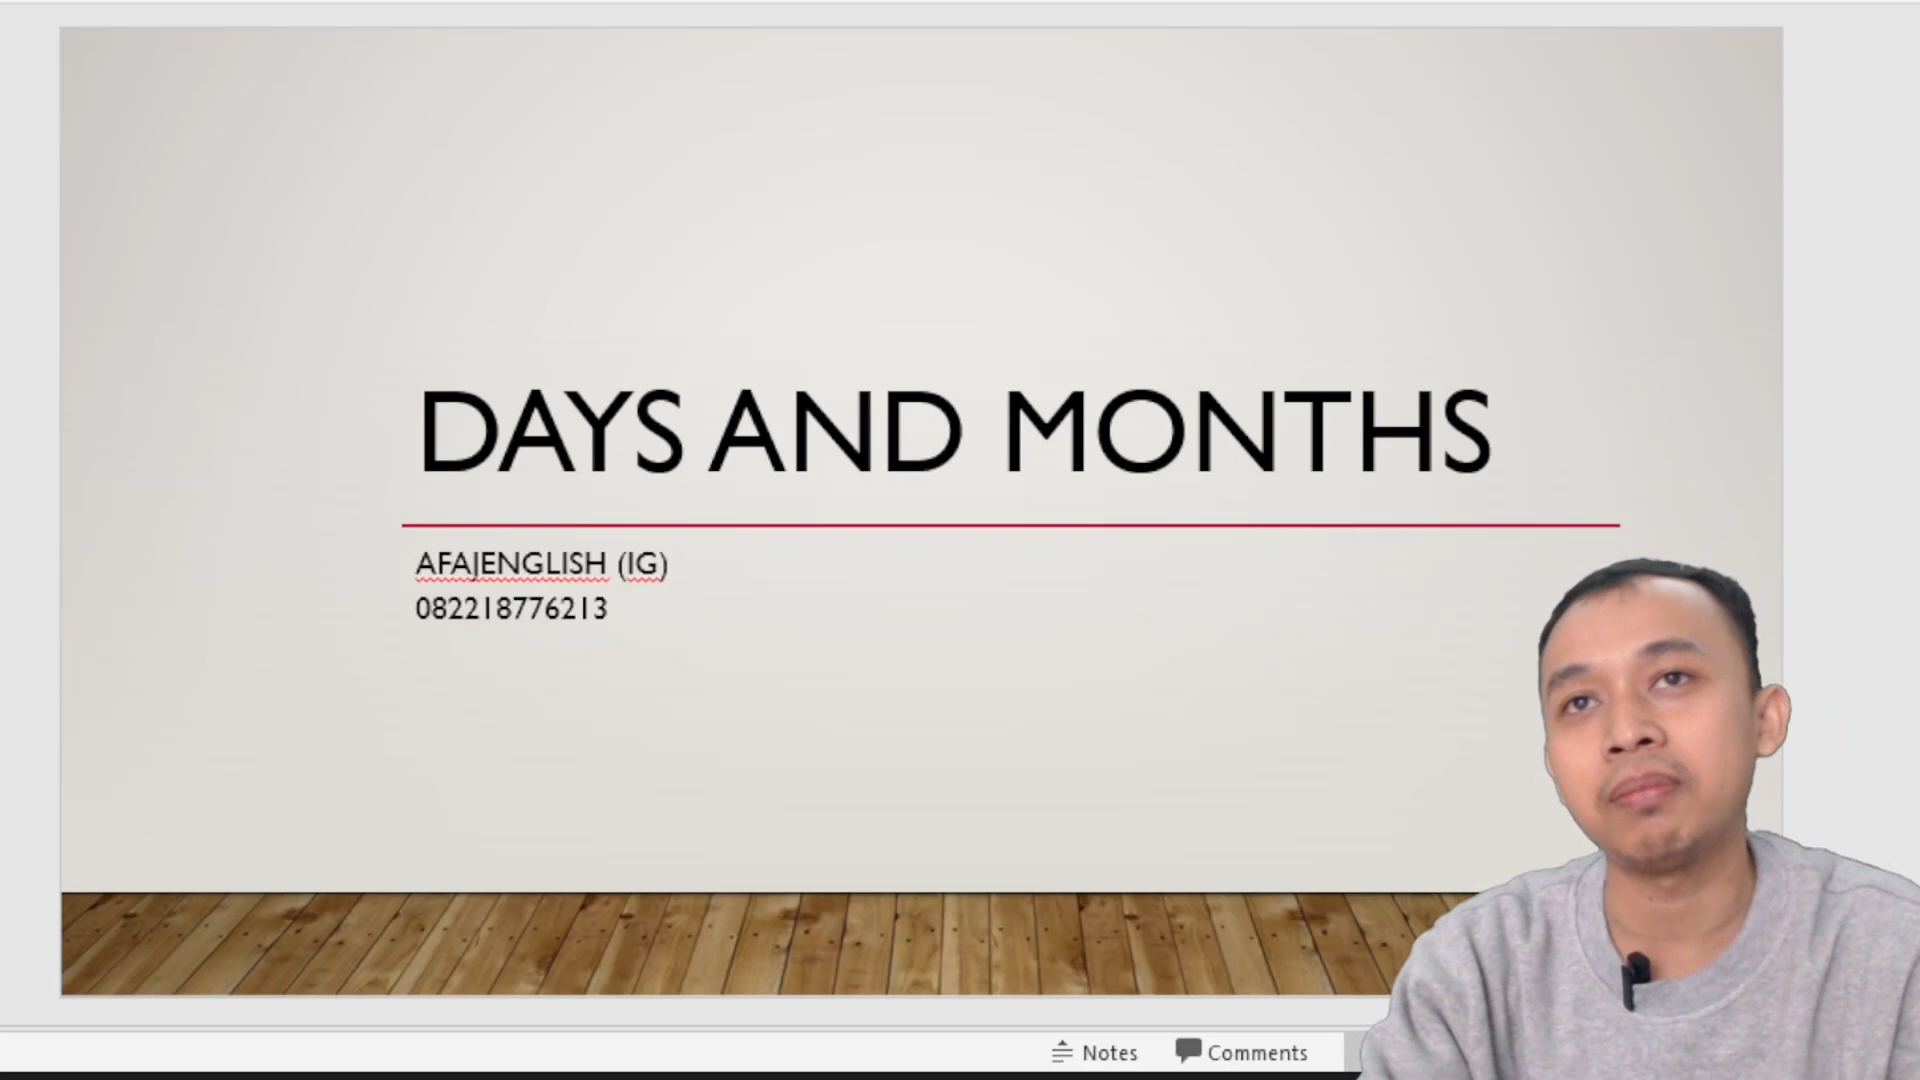 DAYS AND MONTHS
AFAJENGLISH (IG)
082218776213
Notes Comments